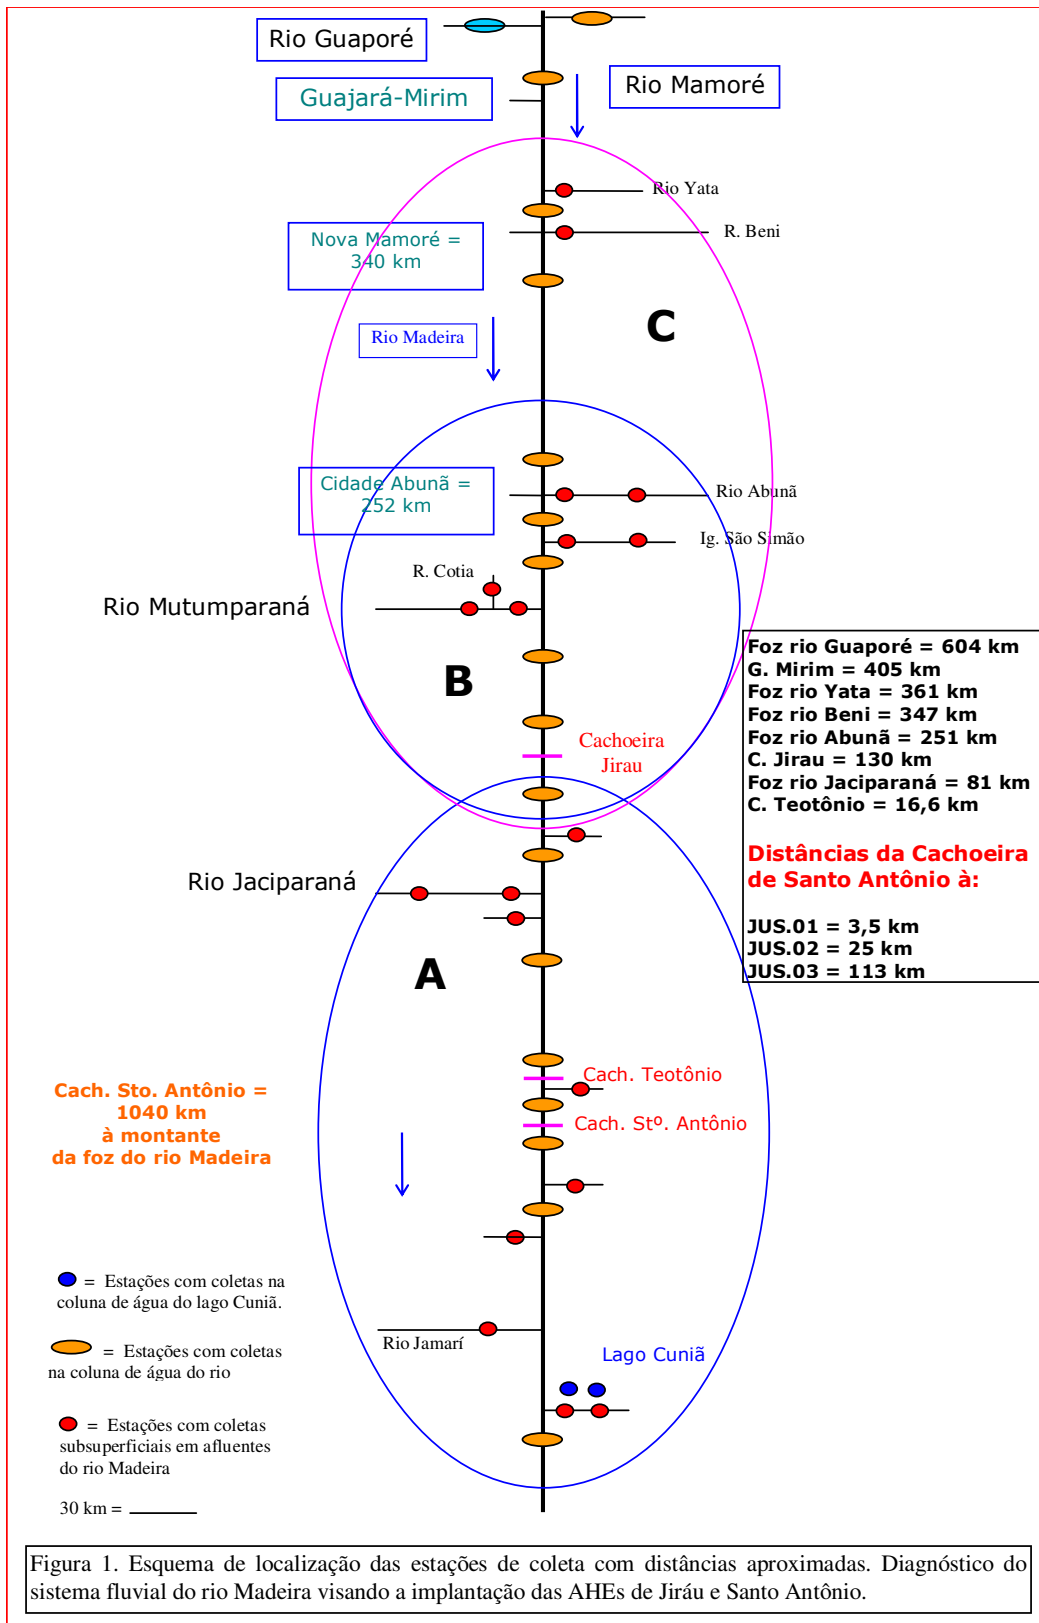 Rio Guaporé
Rio Mamoré
Guajará-Mirim
Rio Yata
R. Beni
Nova Mamoré =
340 km
C
Rio Madeira
Cidade Abunã =
252 km
Rio Abunã
Ig. São Simão
R. Cotia
Rio Mutumparaná
B
Foz rio Guaporé = 604 km
G. Mirim = 405 km
Foz rio Yata = 361 km
Foz rio Beni = 347 km
Foz rio Abunã = 251 km
C. Jirau = 130 km
Foz rio Jaciparaná = 81 km
C. Teotônio = 16,6 km
Distâncias da Cachoeira
de Santo Antônio à:
JUS.01 = 3,5 km
JUS.02 = 25 km
JUS.03 = 113 km
Cachoeira
Jirau
Rio Jaciparaná
A
Cach. Teotônio
Cach. Stº. Antônio
Cach. Sto. Antônio =
1040 km
à montante
da foz do rio Madeira
= Estações com coletas na
coluna de água do lago Cuniã.
= Estações com coletas
na coluna de água do rio
Rio Jamarí
Lago Cuniã
= Estações com coletas
subsuperficiais em afluentes
do rio Madeira
30 km =
Figura 1. Esquema de localização das estações de coleta com distâncias aproximadas. Diagnóstico do
sistema fluvial do rio Madeira visando a implantação das AHEs de Jiráu e Santo Antônio.